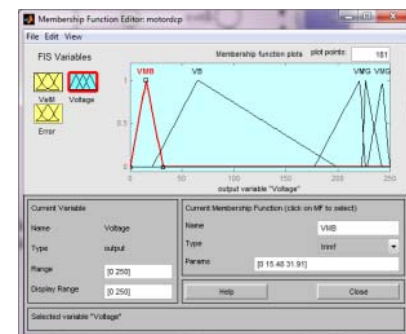 Membership Function Editor: motordcp
File Edit View
FIS Variables
Membership function plots plot points: 181
VMB VB VMG VMG
1
VelM Voltage
0.5
Error
0
0 50 100 150 200 250
output variable "Voltage"
Current Variable
Current Membership Function (click on MF to select)
Name Voltage
Name VMB
Type output
Type trimf
Params [0 15.48 31.91]
Range [0 250]
Display Range [0 250]
Help Close
Selected variable "Voltage"